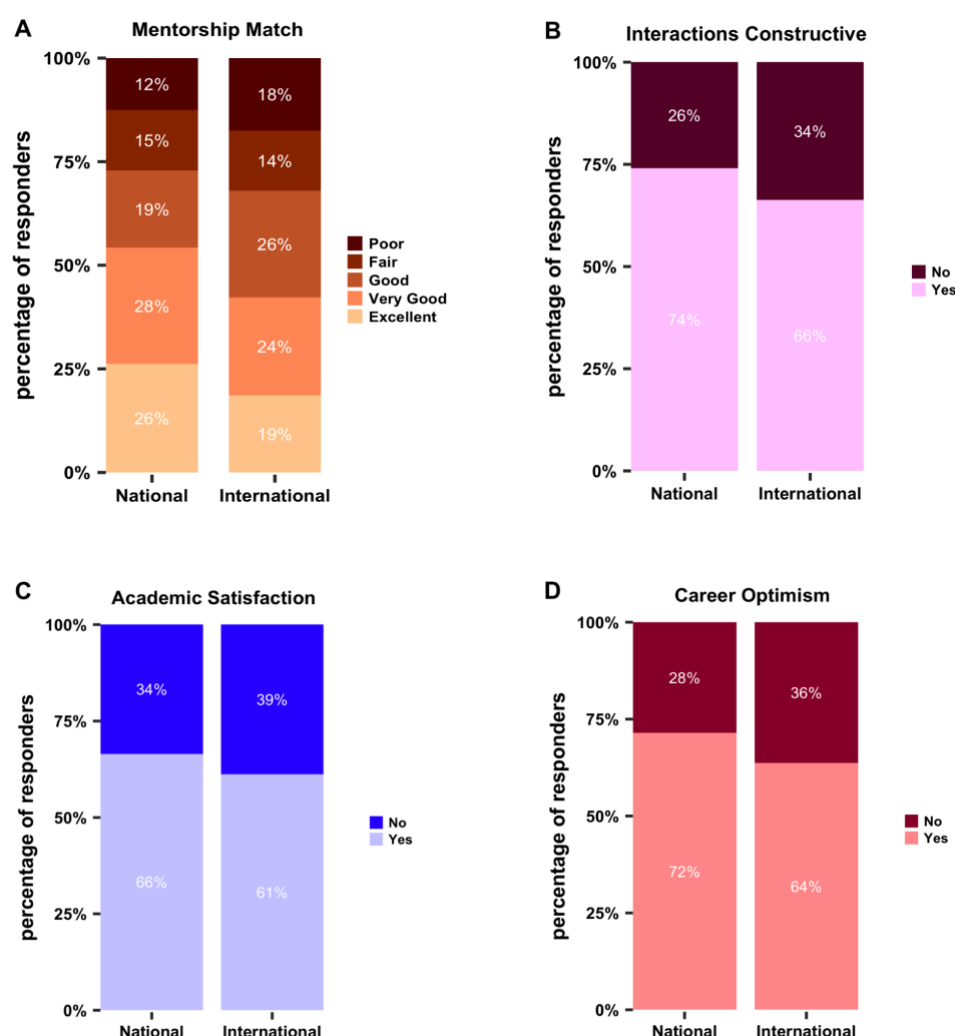 A
Mentorship Match
percentage of responders
100%
75%
50%
25%
0%
12%
15%
19%
28%
26%
18%
14%
26%
24%
19%
National
International
Poor
Fair
Good
Very Good
Excellent
B
Interactions Constructive
percentage of responders
100%
75%
50%
25%
0%
26%
74%
34%
66%
National
International
No
Yes
C
Academic Satisfaction
percentage of responders
100%
75%
50%
25%
0%
34%
66%
39%
61%
National
International
No
Yes
D
Career Optimism
percentage of responders
100%
75%
50%
25%
0%
28%
72%
36%
64%
National
International
No
Yes